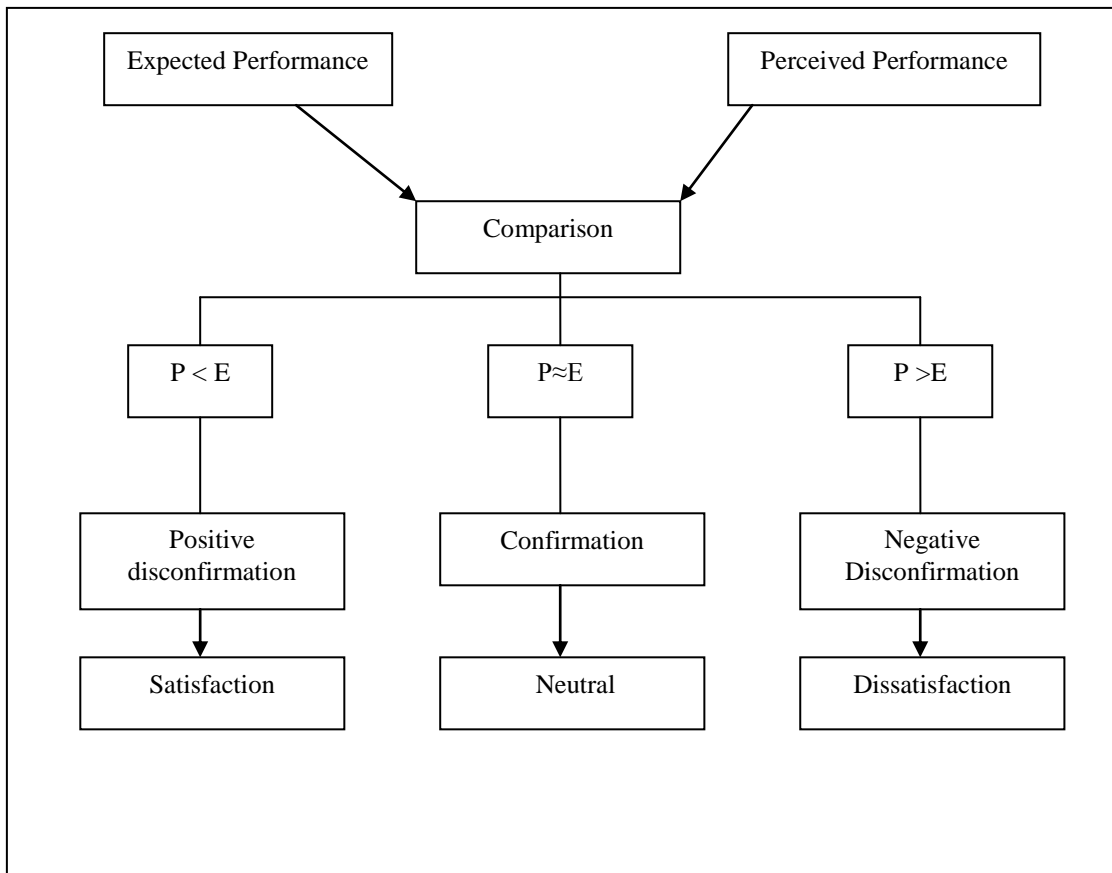 Expected Performance
Perceived Performance
Comparison
P < E
P≈E
P >E
Positive
disconfirmation
Confirmation
Negative
Disconfirmation
Satisfaction
Neutral
Dissatisfaction